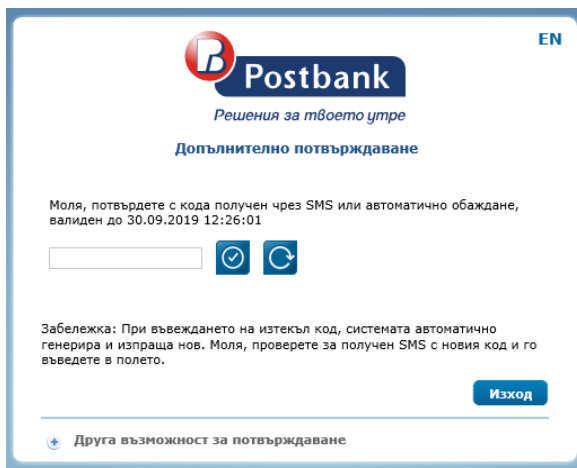 EN
Postbank
Решения за твоето утре
Допълнително потвърждаване
Моля, потвърдете с кода получен чрез SMS или автоматично обаждане,
валиден до 30.09.2019 12:26:01
Забележка: При въвеждането на изтекъл код, системата автоматично
генерира и изпраща нов. Моля, проверете за получен SMS с новия код и го
въведете в полето.
Изход
Друга възможност за потвърждаване